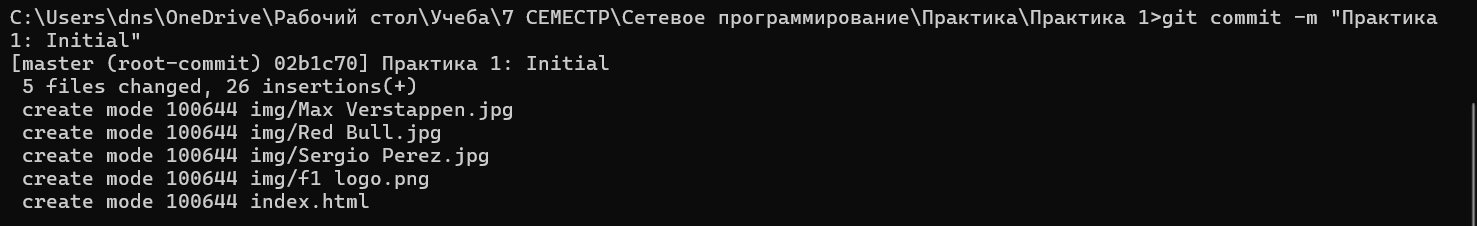 C:\Users\dns\OneDrive\Рабочий стол\Учеба\7 СЕМЕСТР\Сетевое программирование\Практика\Практика 1>git commit -m "Практика
1: Initial"
[master (root-commit) 02b1c70] Практика 1: Initial
 5 files changed, 26 insertions(+)
 create mode 100644 img/Max Verstappen.jpg
 create mode 100644 img/Red Bull.jpg
 create mode 100644 img/Sergio Perez.jpg
 create mode 100644 img/f1 logo.png
 create mode 100644 index.html